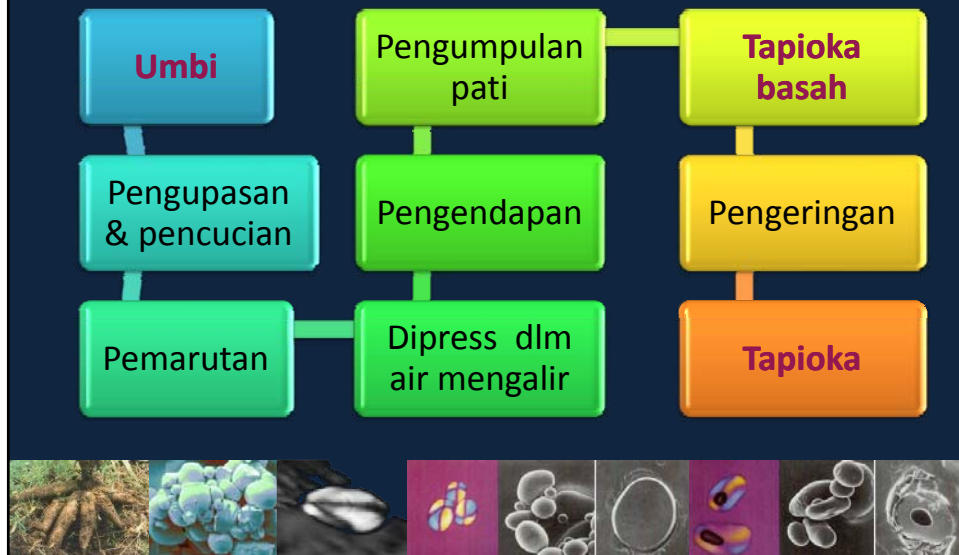 Umbi
Pengupasan
& pencucian
Pemarutan
Dipress dlm
air mengalir
Pengendapan
Pengumpulan
pati
Tapioka
basah
Pengeringan
Tapioka